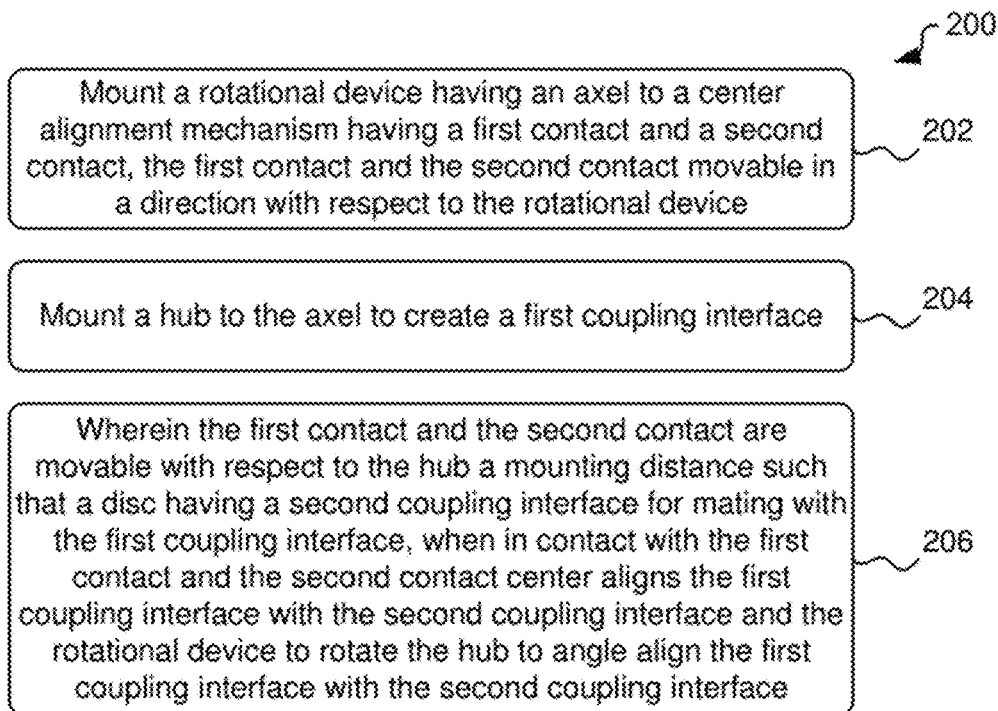 200
Mount a rotational device having an axel to a center
alignment mechanism having a first contact and a second
contact, the first contact and the second contact movable in
a direction with respect to the rotational device
202
Mount a hub to the axel to create a first coupling interface
204
Wherein the first contact and the second contact are
movable with respect to the hub a mounting distance such
that a disc having a second coupling interface for mating with
the first coupling interface, when in contact with the first
contact and the second contact center aligns the first
coupling interface with the second coupling interface and the
rotational device to rotate the hub to angle align the first
coupling interface with the second coupling interface
206